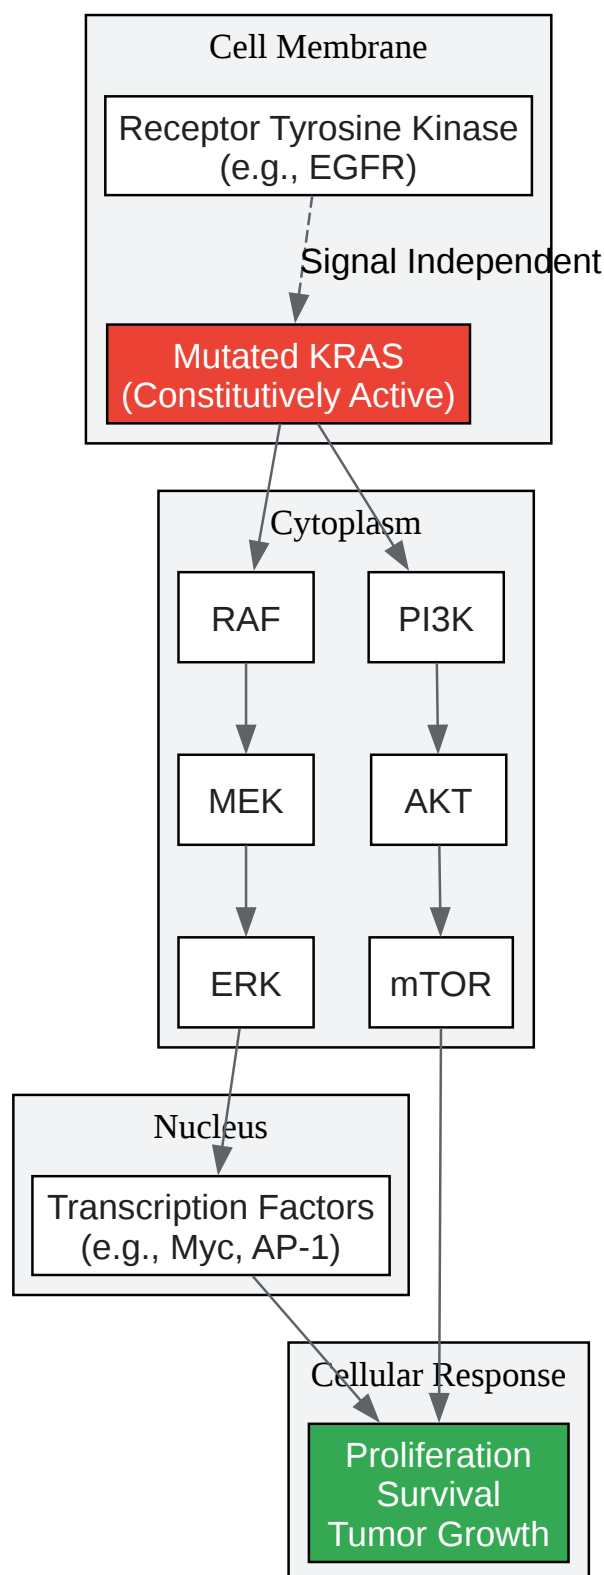 Cell Membrane
Receptor Tyrosine Kinase
(e.g., EGFR)
Signal Independent
Mutated KRAS
(Constitutively Active)
Cytoplasm
RAF
PI3K
MEK
AKT
ERK
mTOR
Nucleus
Transcription Factors
(e.g., Myc, AP-1)
Cellular Response
Proliferation
Survival
Tumor Growth